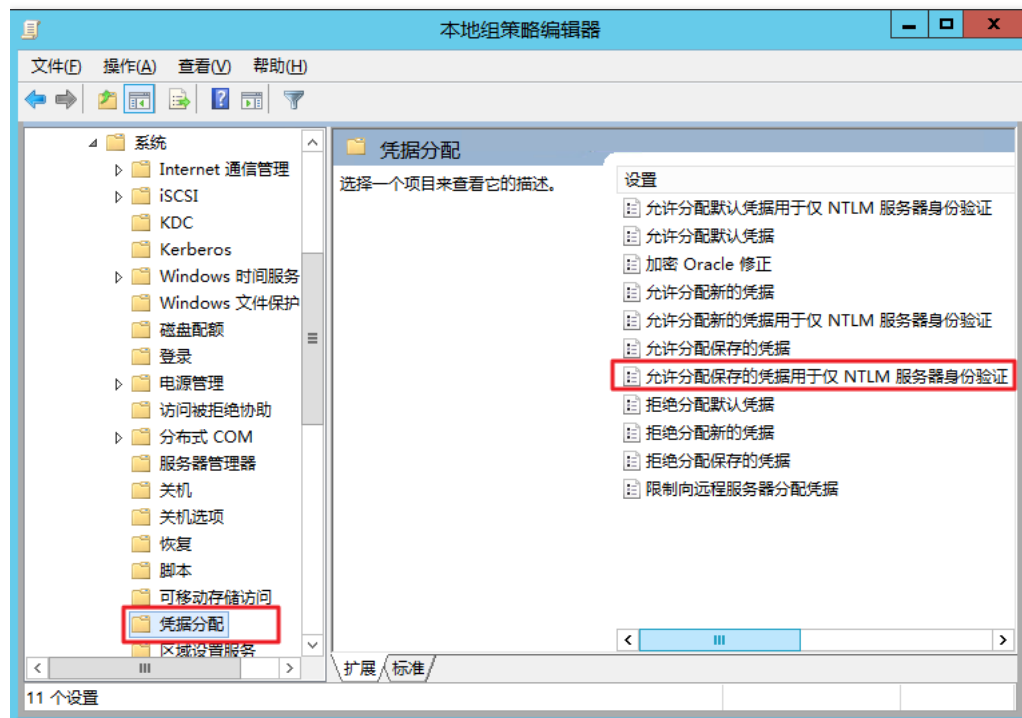 本地组策略编辑器
文件(F) 操作(A) 查看(V) 帮助(H)
系统
Internet 通信管理
iSCSI
KDC
Kerberos
Windows 时间服务
Windows 文件保护
磁盘配额
登录
电源管理
访问被拒绝协助
分布式 COM
服务器管理器
关机
关机选项
恢复
脚本
可移动存储访问
凭据分配
区域设置服务
凭据分配
选择一个项目来查看它的描述。
设置
允许分配默认凭据用于仅 NTLM 服务器身份验证
允许分配默认凭据
加密 Oracle 修正
允许分配新的凭据
允许分配新的凭据用于仅 NTLM 服务器身份验证
允许分配保存的凭据
允许分配保存的凭据用于仅 NTLM 服务器身份验证
拒绝分配默认凭据
拒绝分配新的凭据
拒绝分配保存的凭据
限制向远程服务器分配凭据
扩展 标准
11 个设置